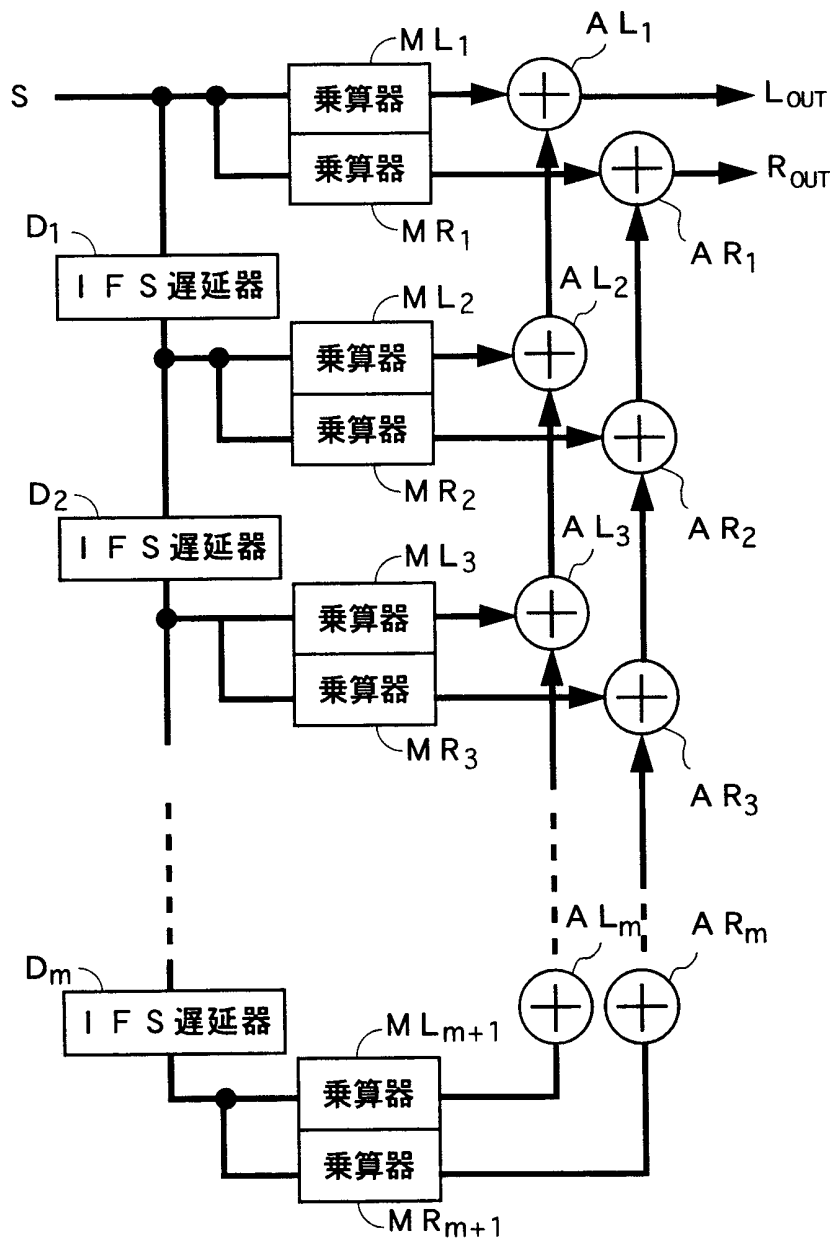 ML₁
AL₁
S
乗算器
L_OUT
乗算器
R_OUT
MR₁
AR₁
D₁
IFS遅延器
ML₂
AL₂
乗算器
乗算器
MR₂
AR₂
D₂
IFS遅延器
ML₃
AL₃
乗算器
乗算器
MR₃
AR₃
ALm
ARm
Dm
IFS遅延器
MLm+1
乗算器
乗算器
MRm+1